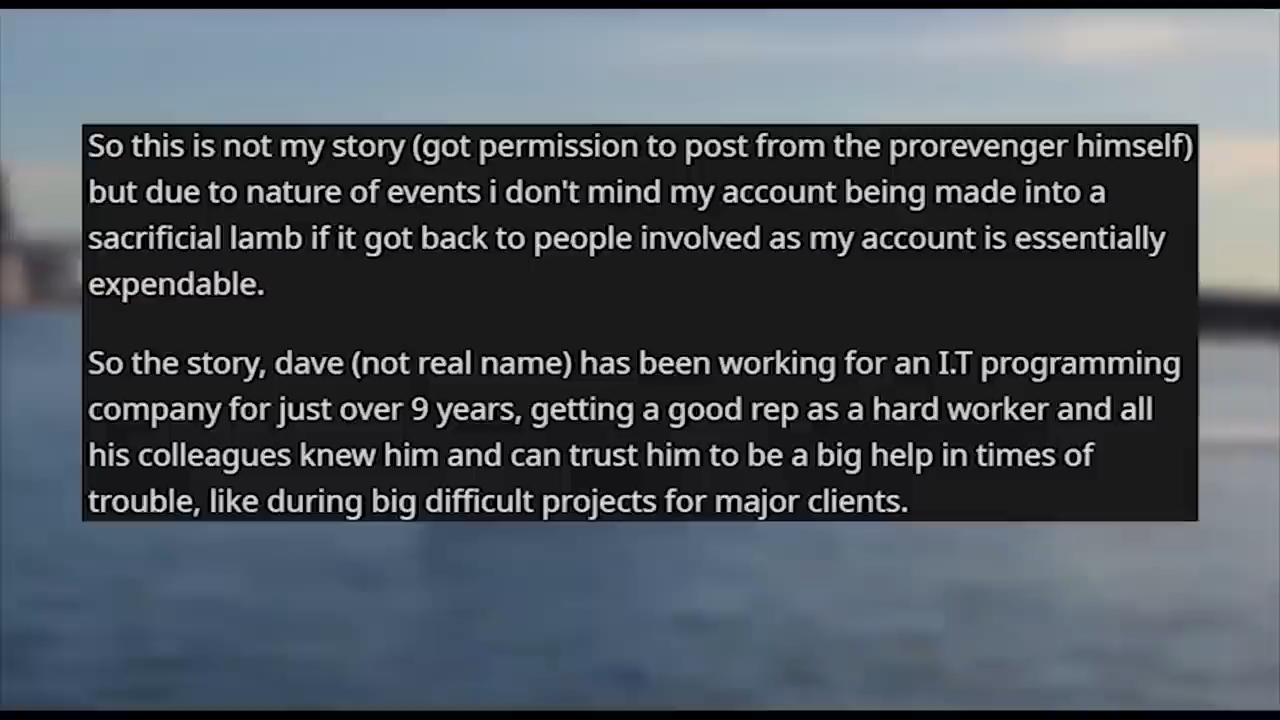 So this is not my story (got permission to post from the prorevenger himself)
but due to nature of events i don't mind my account being made into a
sacrificial lamb if it got back to people involved as my account is essentially
expendable.
So the story, dave (not real name) has been working for an I.T programming
company for just over 9 years, getting a good rep as a hard worker and all
his colleagues knew him and can trust him to be a big help in times of
trouble, like during big difficult projects for major clients.